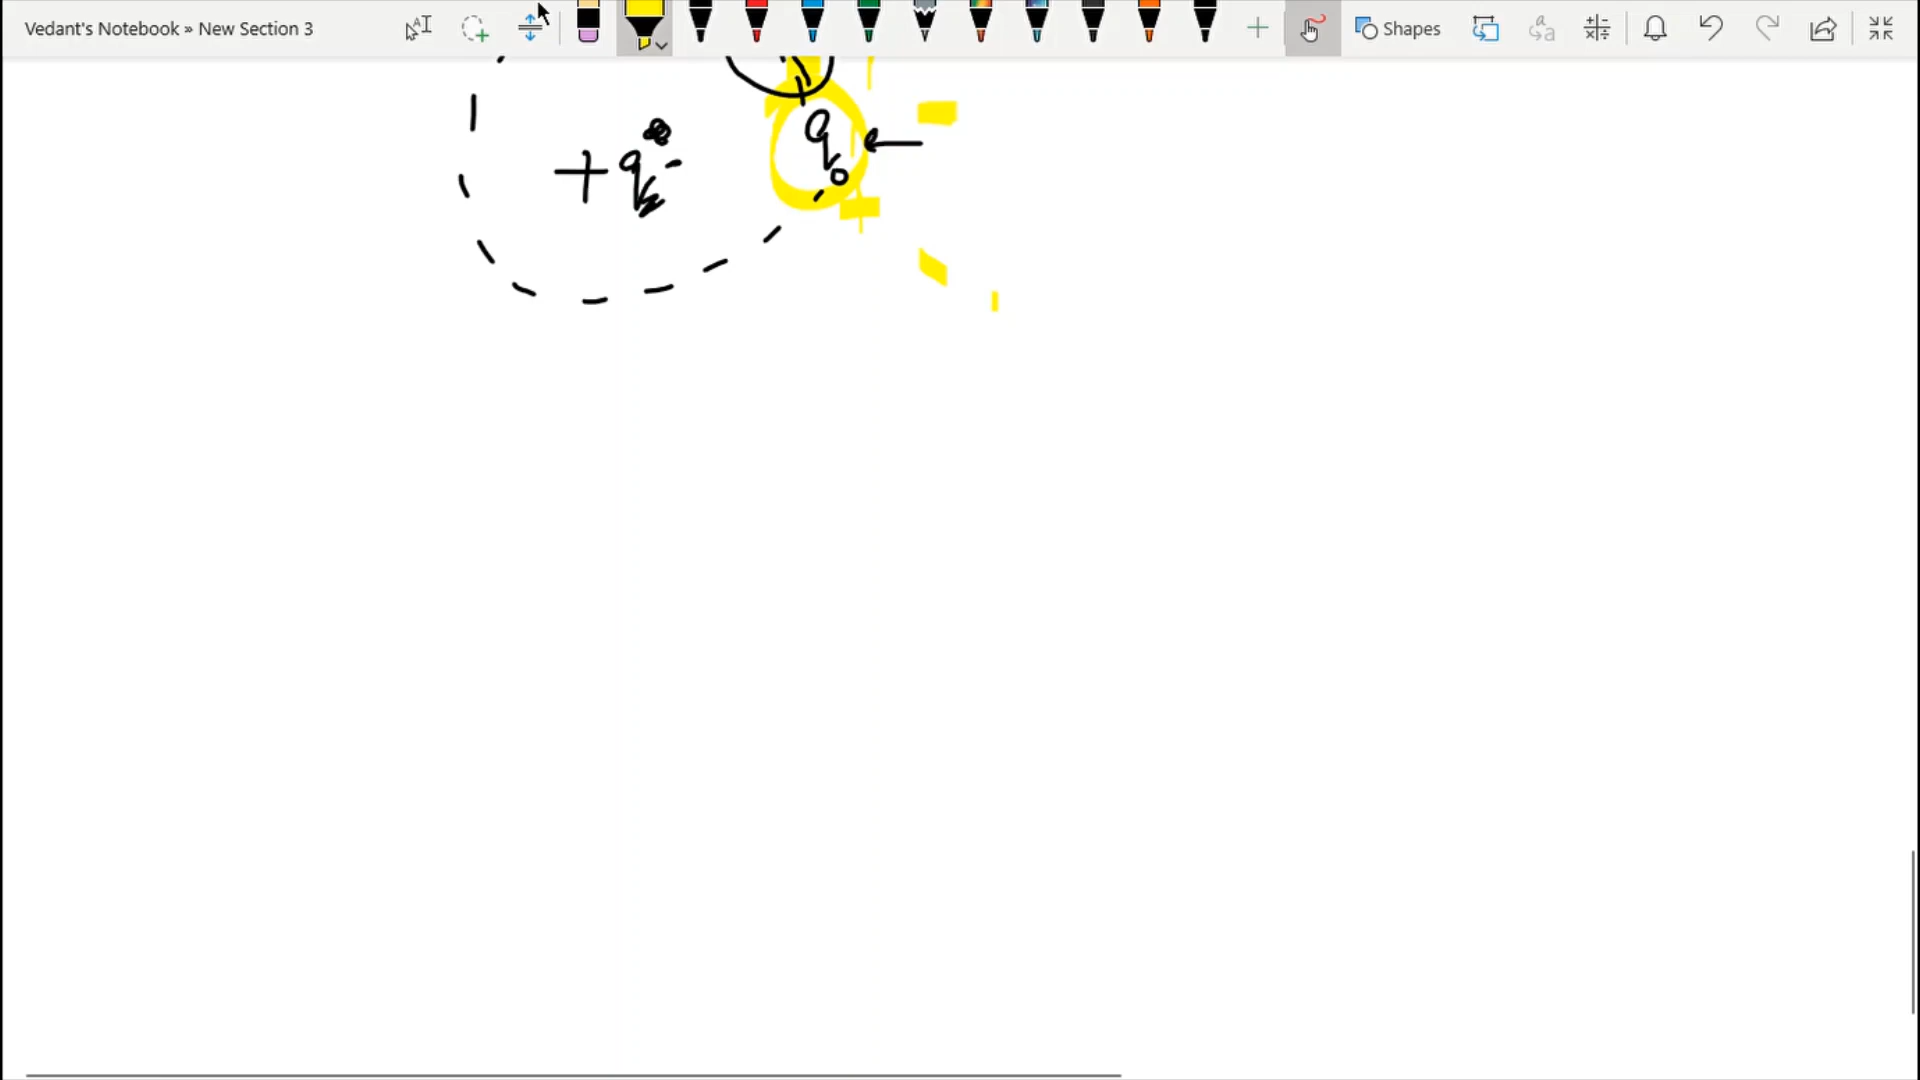 Vedant's Notebook » New Section 3
Shapes
+q
q₀